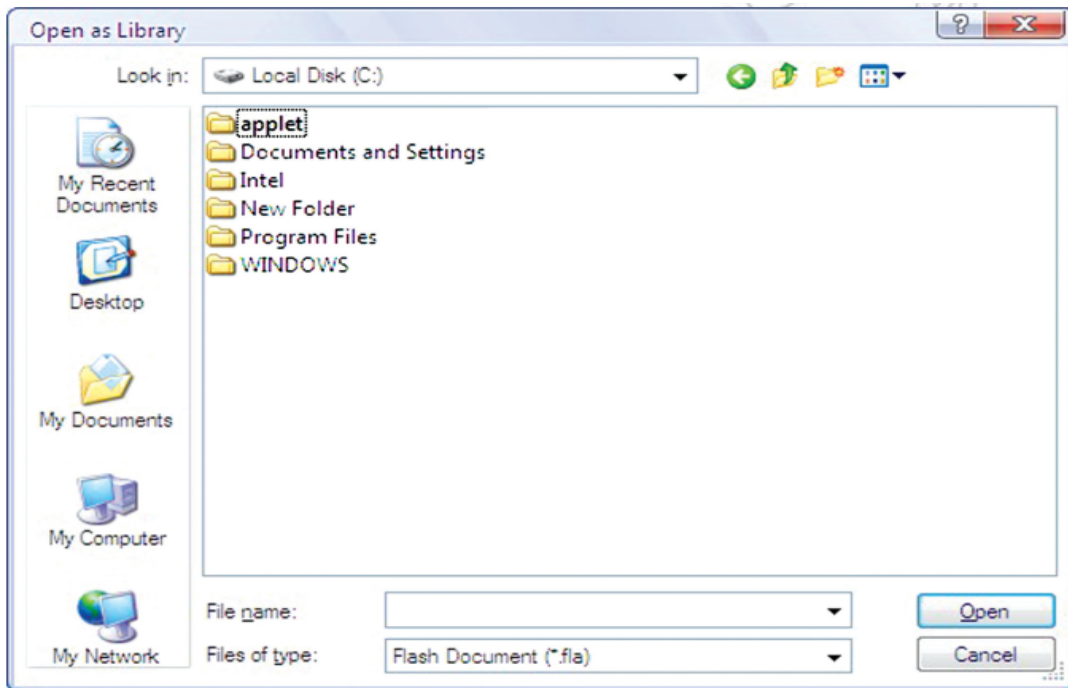 Open as Library
Look in: Local Disk (C:)
applet
Documents and Settings
Intel
New Folder
Program Files
WINDOWS
My Recent
Documents
Desktop
My Documents
My Computer
My Network
File name:
Open
Files of type: Flash Document (*.fla)
Cancel